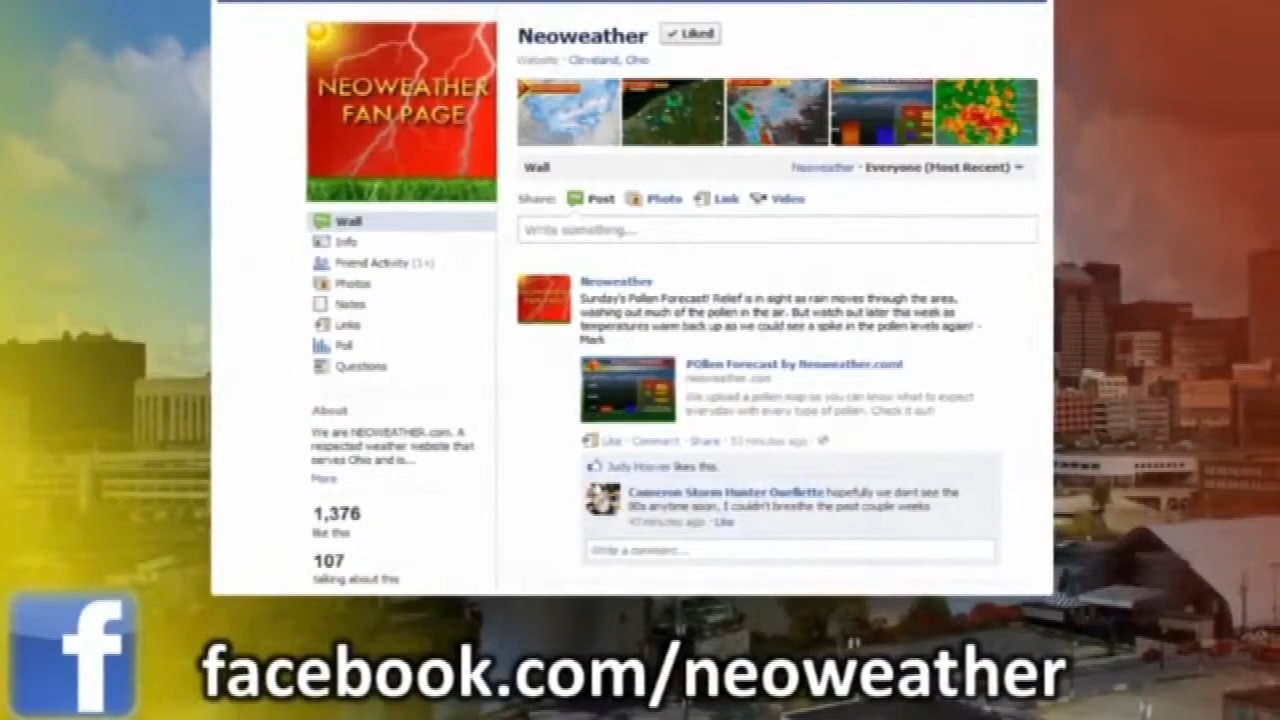 Neoweather
Liked
Website · Cleveland, Ohio
NEOWEATHER
FAN PAGE
Wall
Neoweather · Everyone (Most Recent)
Share: Post Photo Link Video
Write something...
Wall
Info
Friend Activity (1+)
Photos
Notes
Links
Poll
Questions
About
We are NEOWEATHER.com. A
respected weather website that
serves Ohio and is...
More
1,376
like this
107
talking about this
Neoweather
Sunday's Pollen Forecast! Relief is in sight as rain moves through the area,
washing out much of the pollen in the air. But watch out later this week as
temperatures warm back up as we could see a spike in the pollen levels again! -
Mark
POllen Forecast by Neoweather.com!
neoweather.com
We upload a pollen map so you can know what to expect
everyday with every type of pollen. Check it out!
Like · Comment · Share · 53 minutes ago
Judy Hoover likes this.
Cameron Storm Hunter Ouellette hopefully we dont see the
80s anytime soon, I couldn't breathe the past couple weeks
47 minutes ago · Like
Write a comment...
f
facebook.com/neoweather